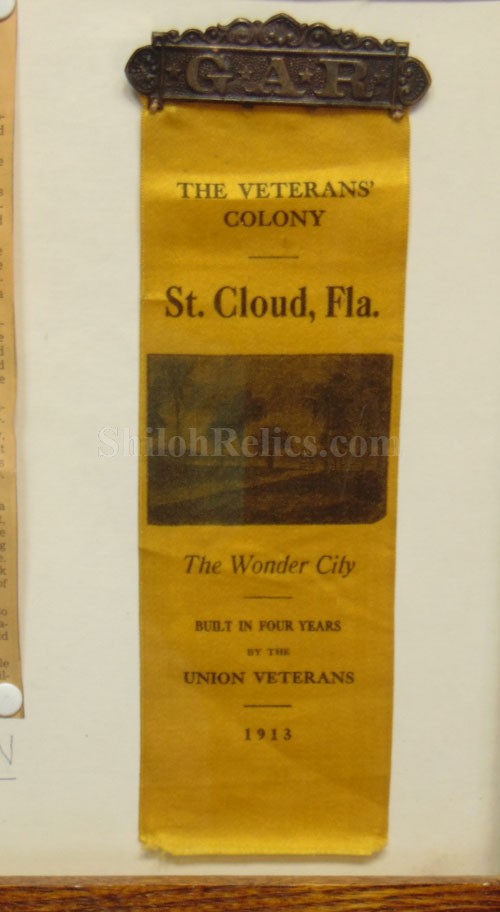 G·A·R
THE VETERANS'
COLONY
St. Cloud, Fla.
ShilohRelics.com
The Wonder City
BUILT IN FOUR YEARS
BY THE
UNION VETERANS
1913